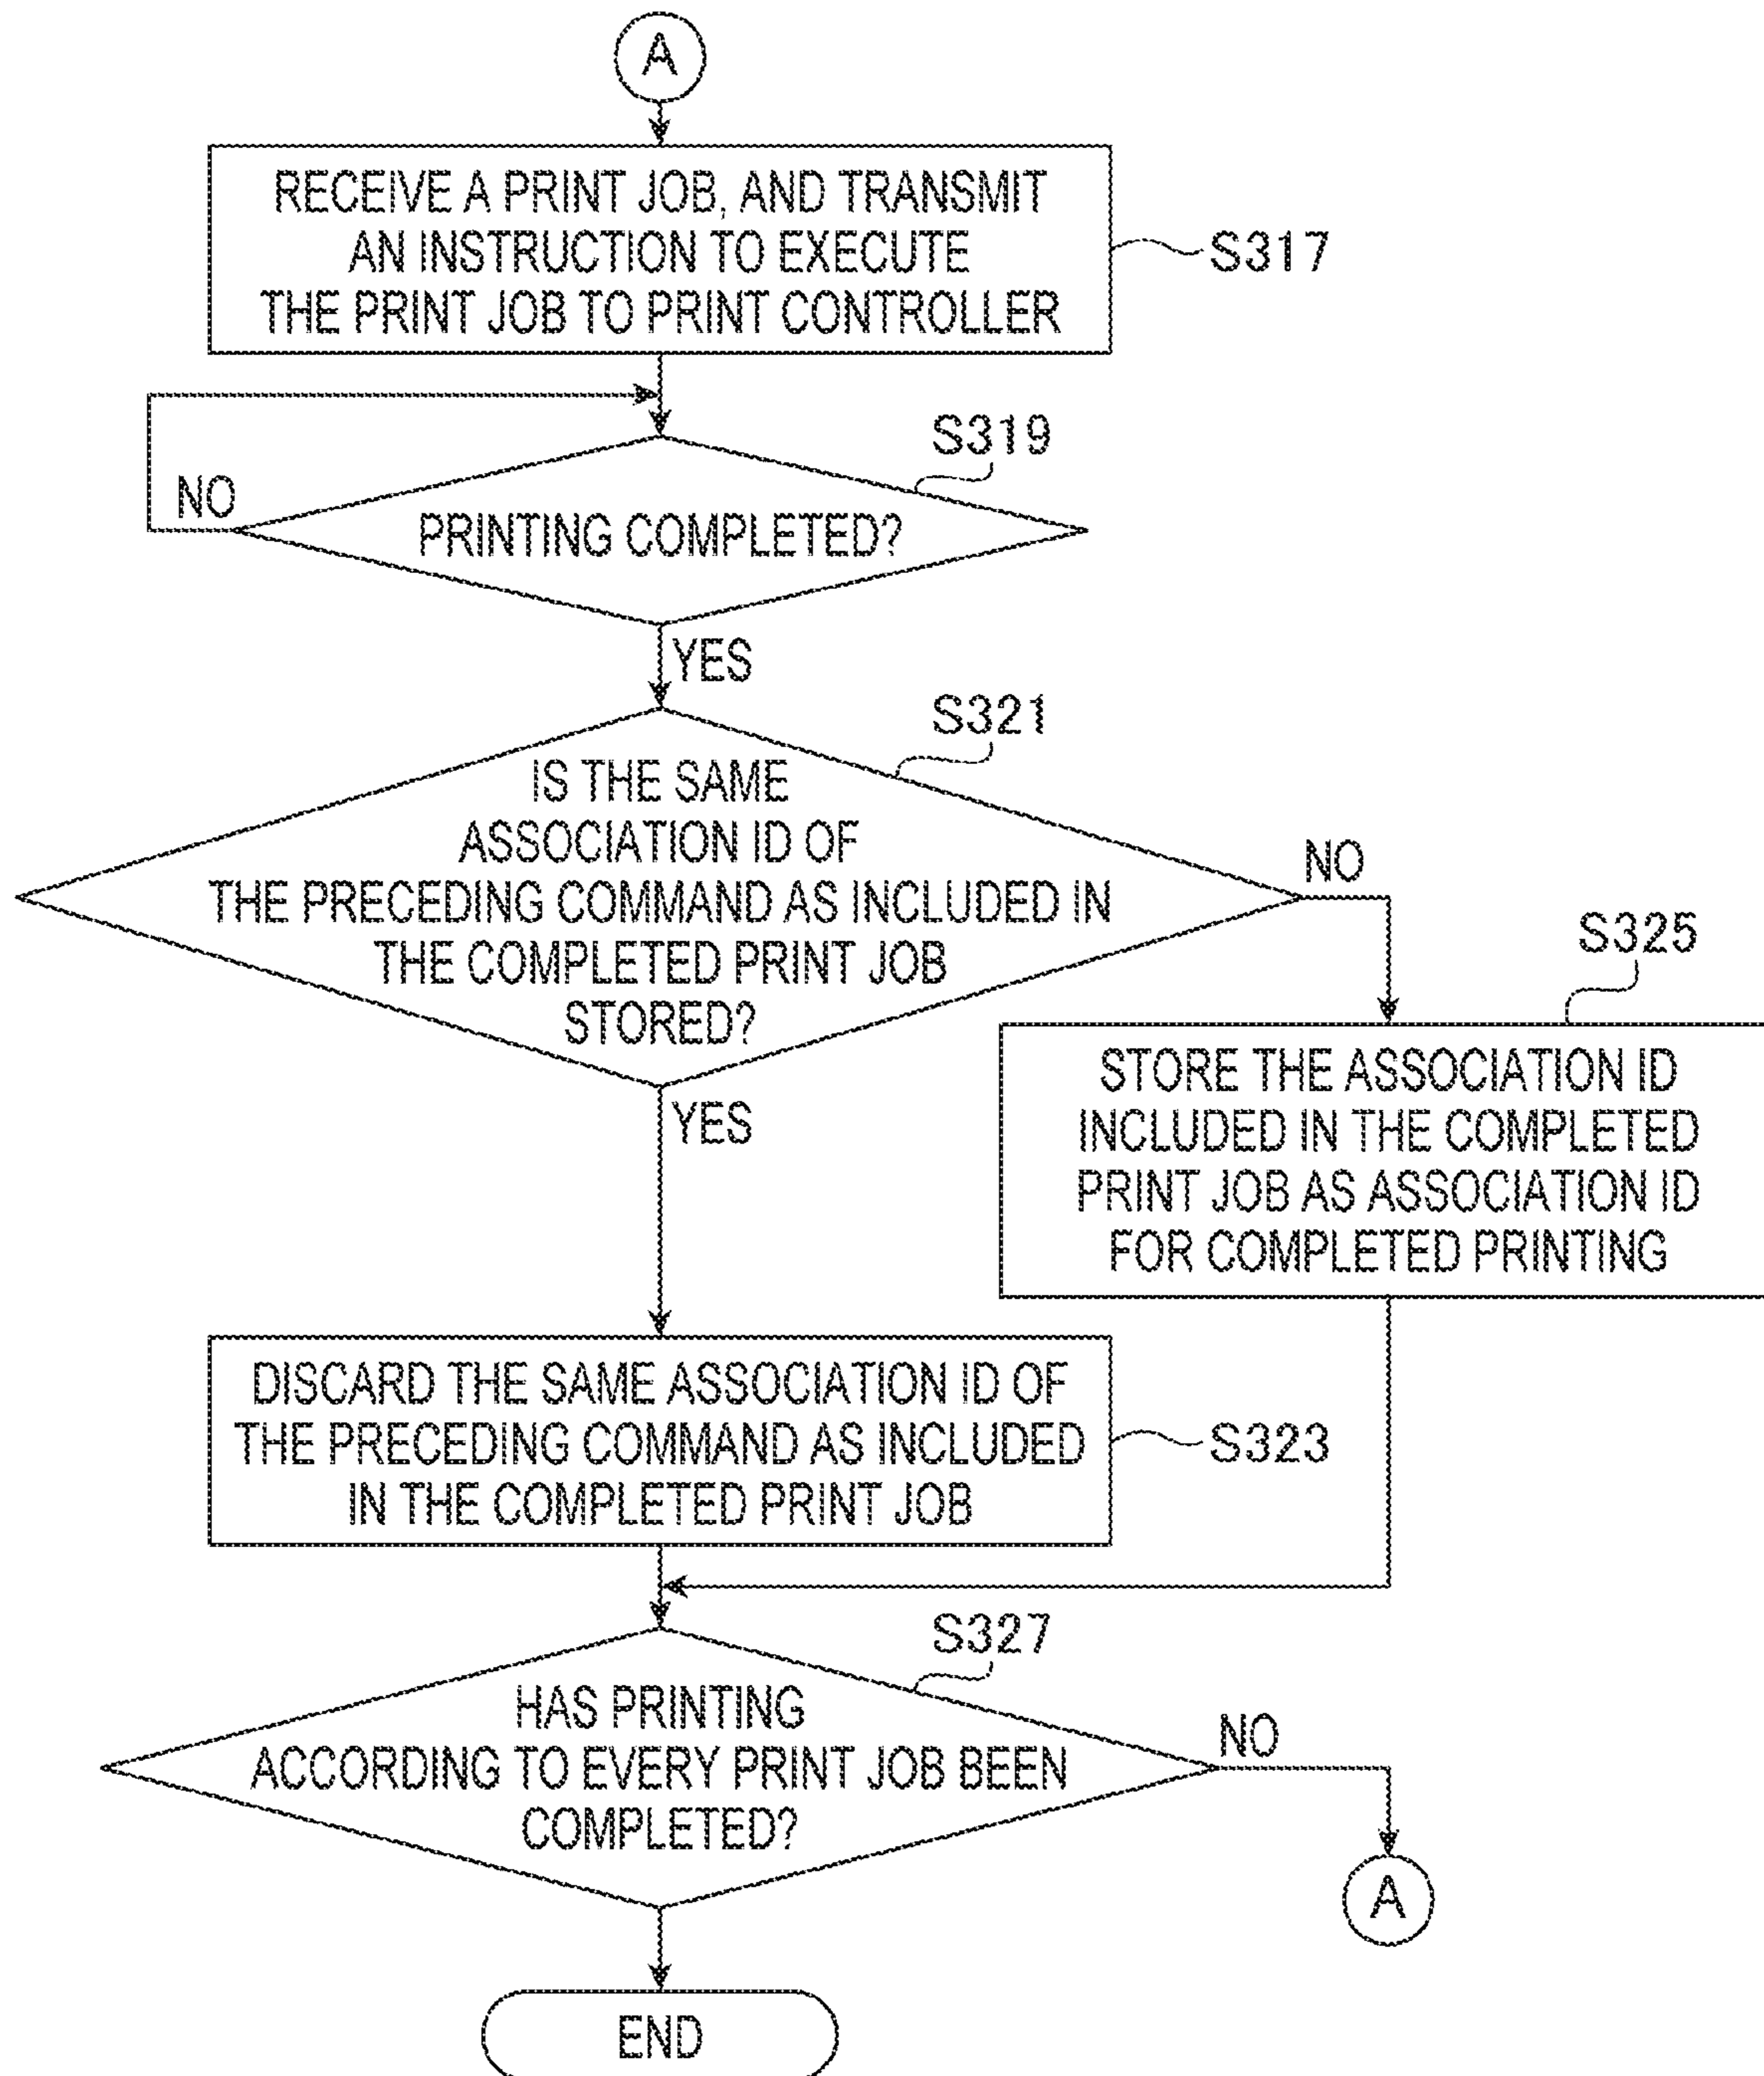 A
RECEIVE A PRINT JOB, AND TRANSMIT
AN INSTRUCTION TO EXECUTE
THE PRINT JOB TO PRINT CONTROLLER
S317
S319
NO
PRINTING COMPLETED?
YES
S321
IS THE SAME
ASSOCIATION ID OF
THE PRECEDING COMMAND AS INCLUDED IN
THE COMPLETED PRINT JOB
STORED?
NO
YES
S325
STORE THE ASSOCIATION ID
INCLUDED IN THE COMPLETED
PRINT JOB AS ASSOCIATION ID
FOR COMPLETED PRINTING
DISCARD THE SAME ASSOCIATION ID OF
THE PRECEDING COMMAND AS INCLUDED
IN THE COMPLETED PRINT JOB
S323
S327
HAS PRINTING
ACCORDING TO EVERY PRINT JOB BEEN
COMPLETED?
NO
A
END